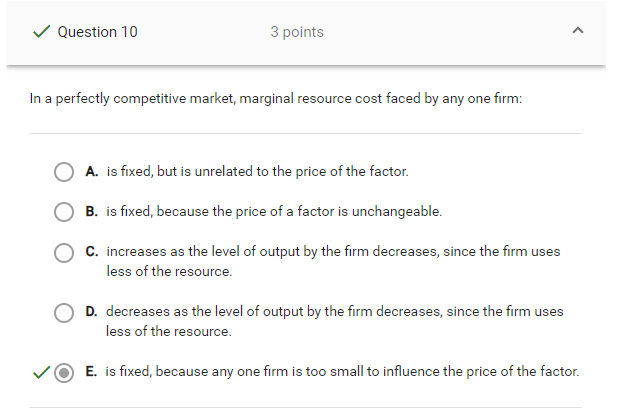 Question 10 3 points
In a perfectly competitive market, marginal resource cost faced by any one firm:
A. is fixed, but is unrelated to the price of the factor.
B. is fixed, because the price of a factor is unchangeable.
C. increases as the level of output by the firm decreases, since the firm uses
less of the resource.
D. decreases as the level of output by the firm decreases, since the firm uses
less of the resource.
E. is fixed, because any one firm is too small to influence the price of the factor.